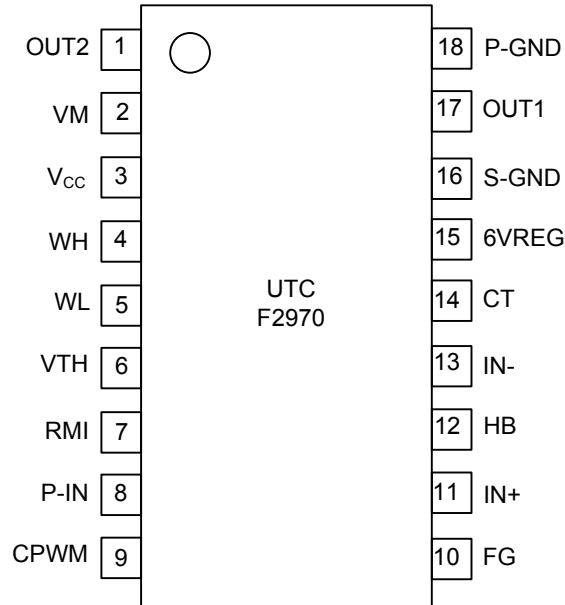 OUT2 1
18 P-GND
VM 2
17 OUT1
VCC 3
16 S-GND
WH 4
15 6VREG
WL 5
14 CT
UTC
F2970
VTH 6
13 IN-
RMI 7
12 HB
P-IN 8
11 IN+
CPWM 9
10 FG